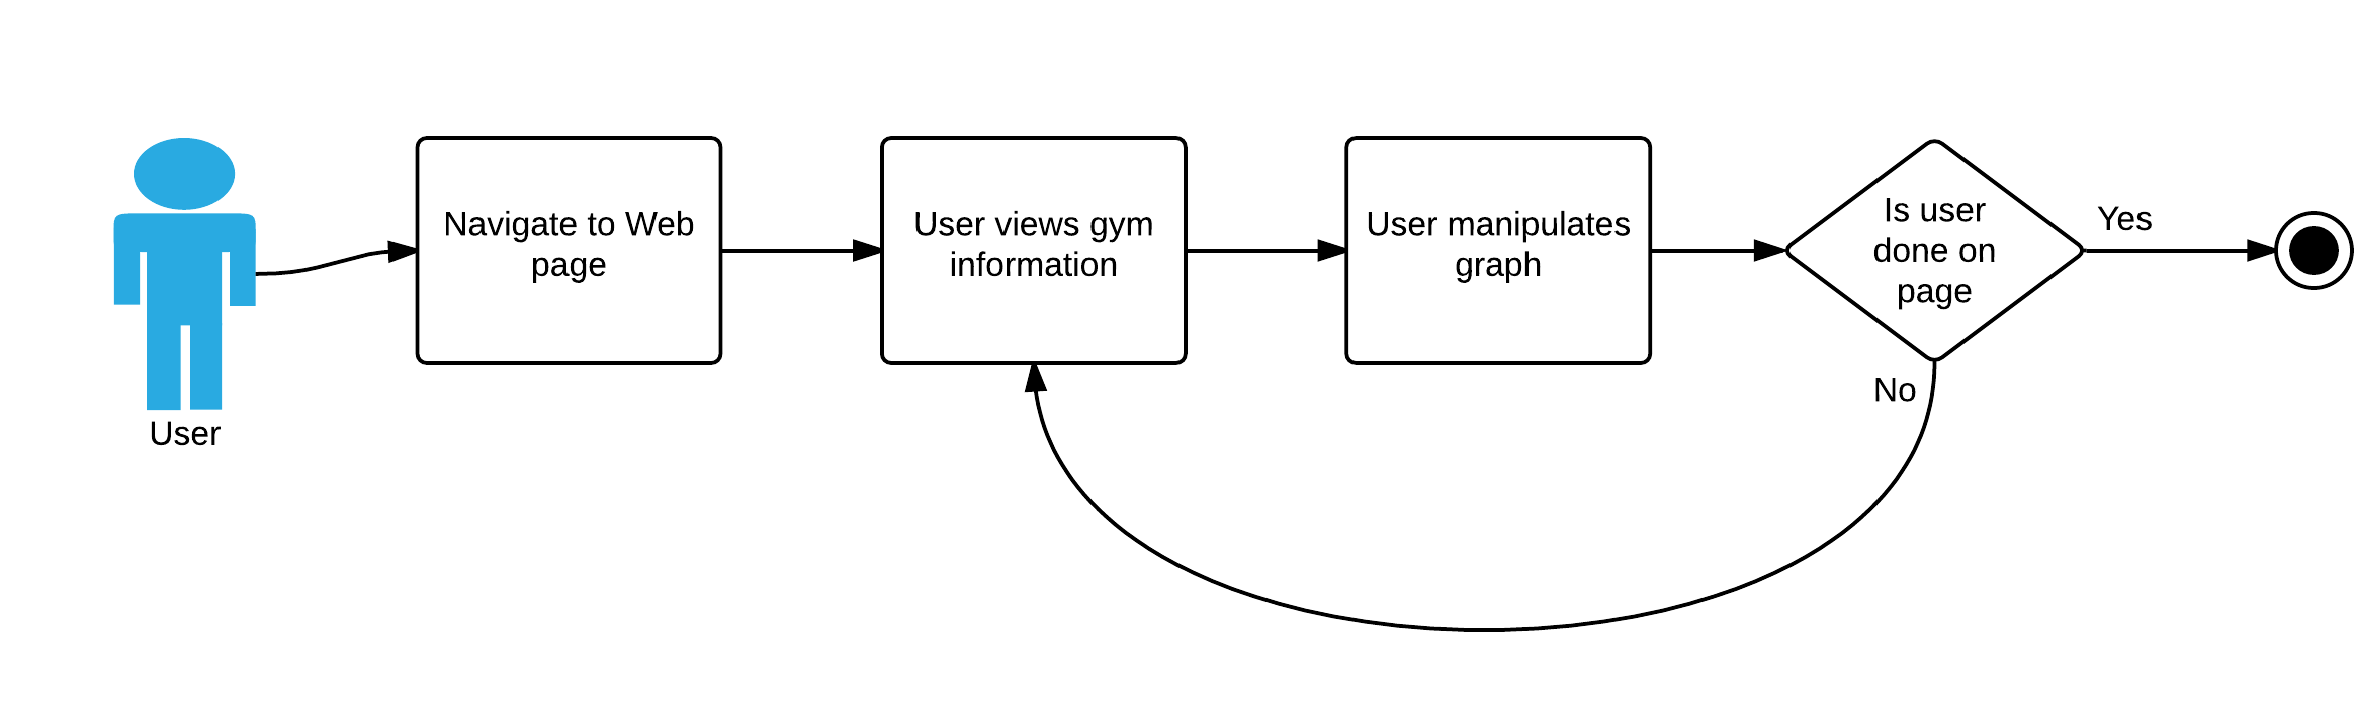 User
Navigate to Web
page
User views gym
information
User manipulates
graph
Is user
done on
page
Yes
No